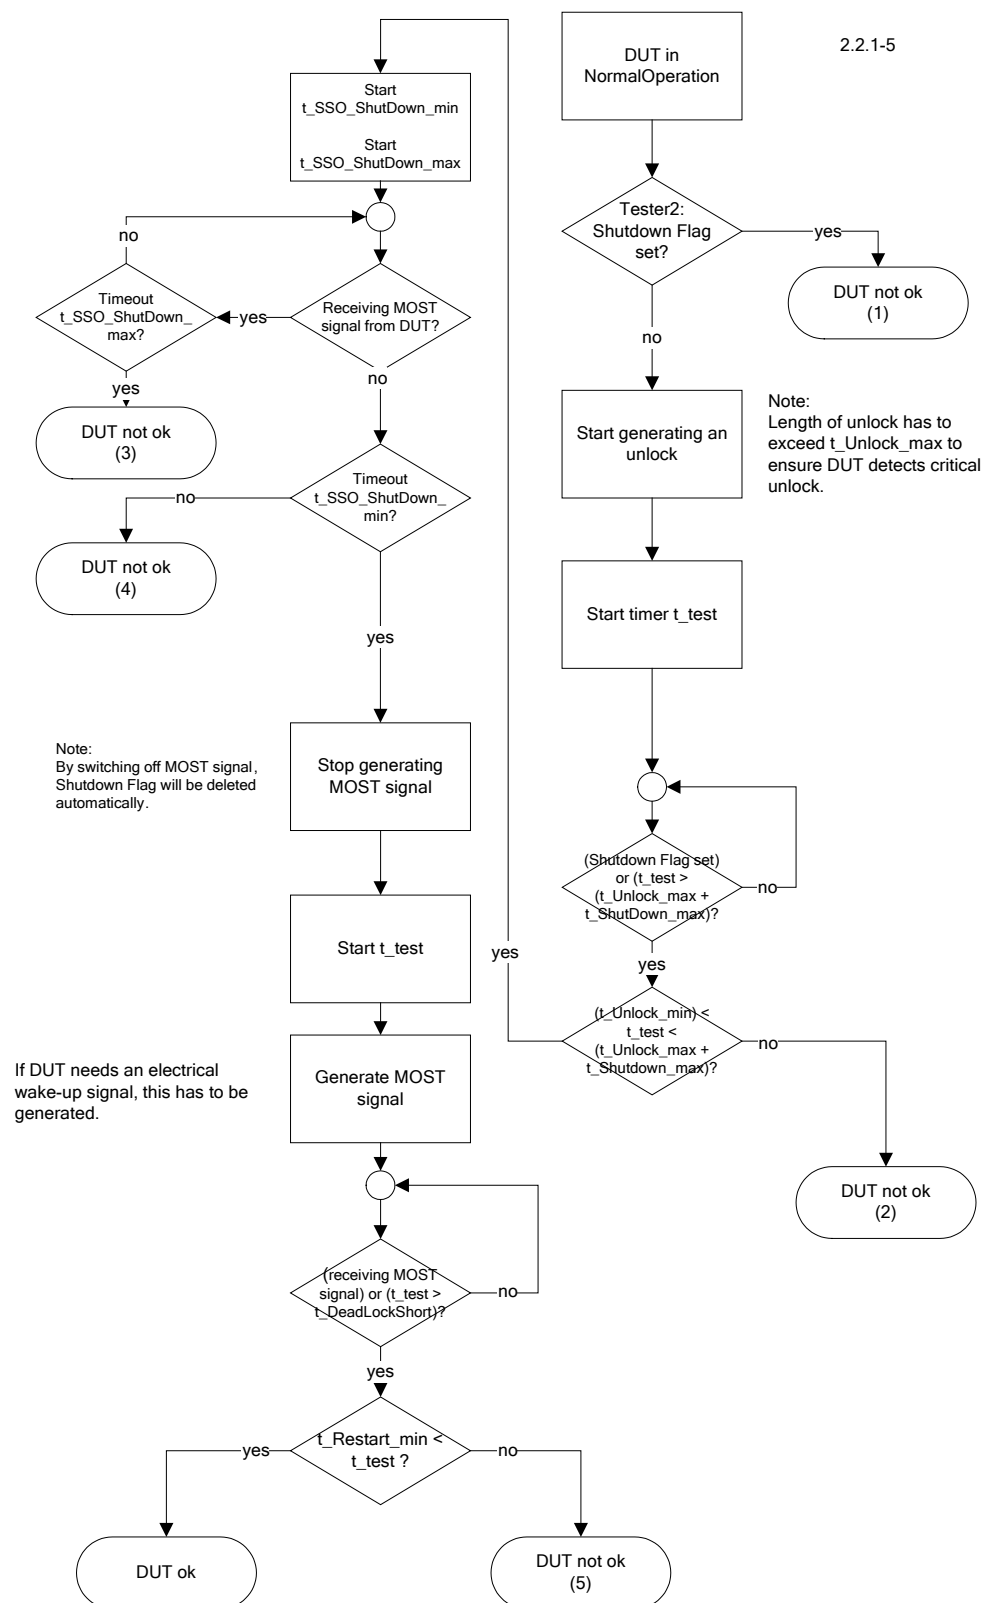 2.2.1-5
DUT in
NormalOperation
Tester2:
Shutdown Flag
set?
yes
DUT not ok
(1)
no
Note:
Length of unlock has to
exceed t_Unlock_max to
ensure DUT detects critical
unlock.
Start generating an
unlock
Start timer t_test
(Shutdown Flag set)
or (t_test >
(t_Unlock_max +
t_ShutDown_max)?
no
yes
(t_Unlock_min) <
t_test <
(t_Unlock_max +
t_Shutdown_max)?
no
DUT not ok
(2)
yes
Start
t_SSO_ShutDown_min
Start
t_SSO_ShutDown_max
no
Timeout
t_SSO_ShutDown_
max?
yes
Receiving MOST
signal from DUT?
yes
DUT not ok
(3)
no
Timeout
t_SSO_ShutDown_
min?
no
DUT not ok
(4)
yes
Note:
By switching off MOST signal,
Shutdown Flag will be deleted
automatically.
Stop generating
MOST signal
Start t_test
If DUT needs an electrical
wake-up signal, this has to be
generated.
Generate MOST
signal
(receiving MOST
signal) or (t_test >
t_DeadLockShort)?
no
yes
t_Restart_min <
t_test ?
yes
no
DUT ok
DUT not ok
(5)